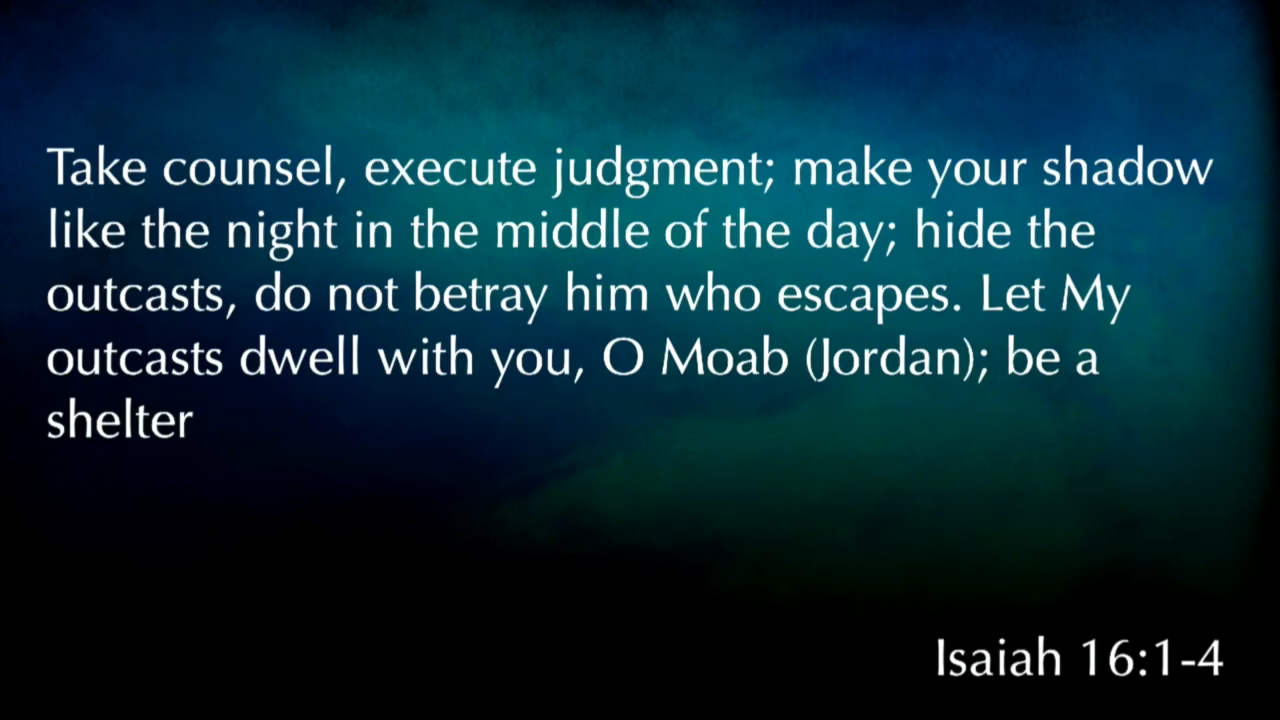 Take counsel, execute judgment; make your shadow
like the night in the middle of the day; hide the
outcasts, do not betray him who escapes. Let My
outcasts dwell with you, O Moab (Jordan); be a
shelter
Isaiah 16:1-4